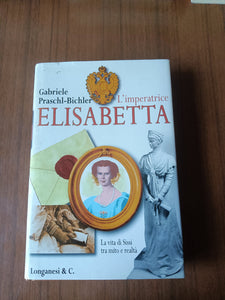 Gabriele
Praschl-Bichler
L'imperatrice
ELISABETTA
La vita di Sissi
tra mito e realtà
Longanesi & C.